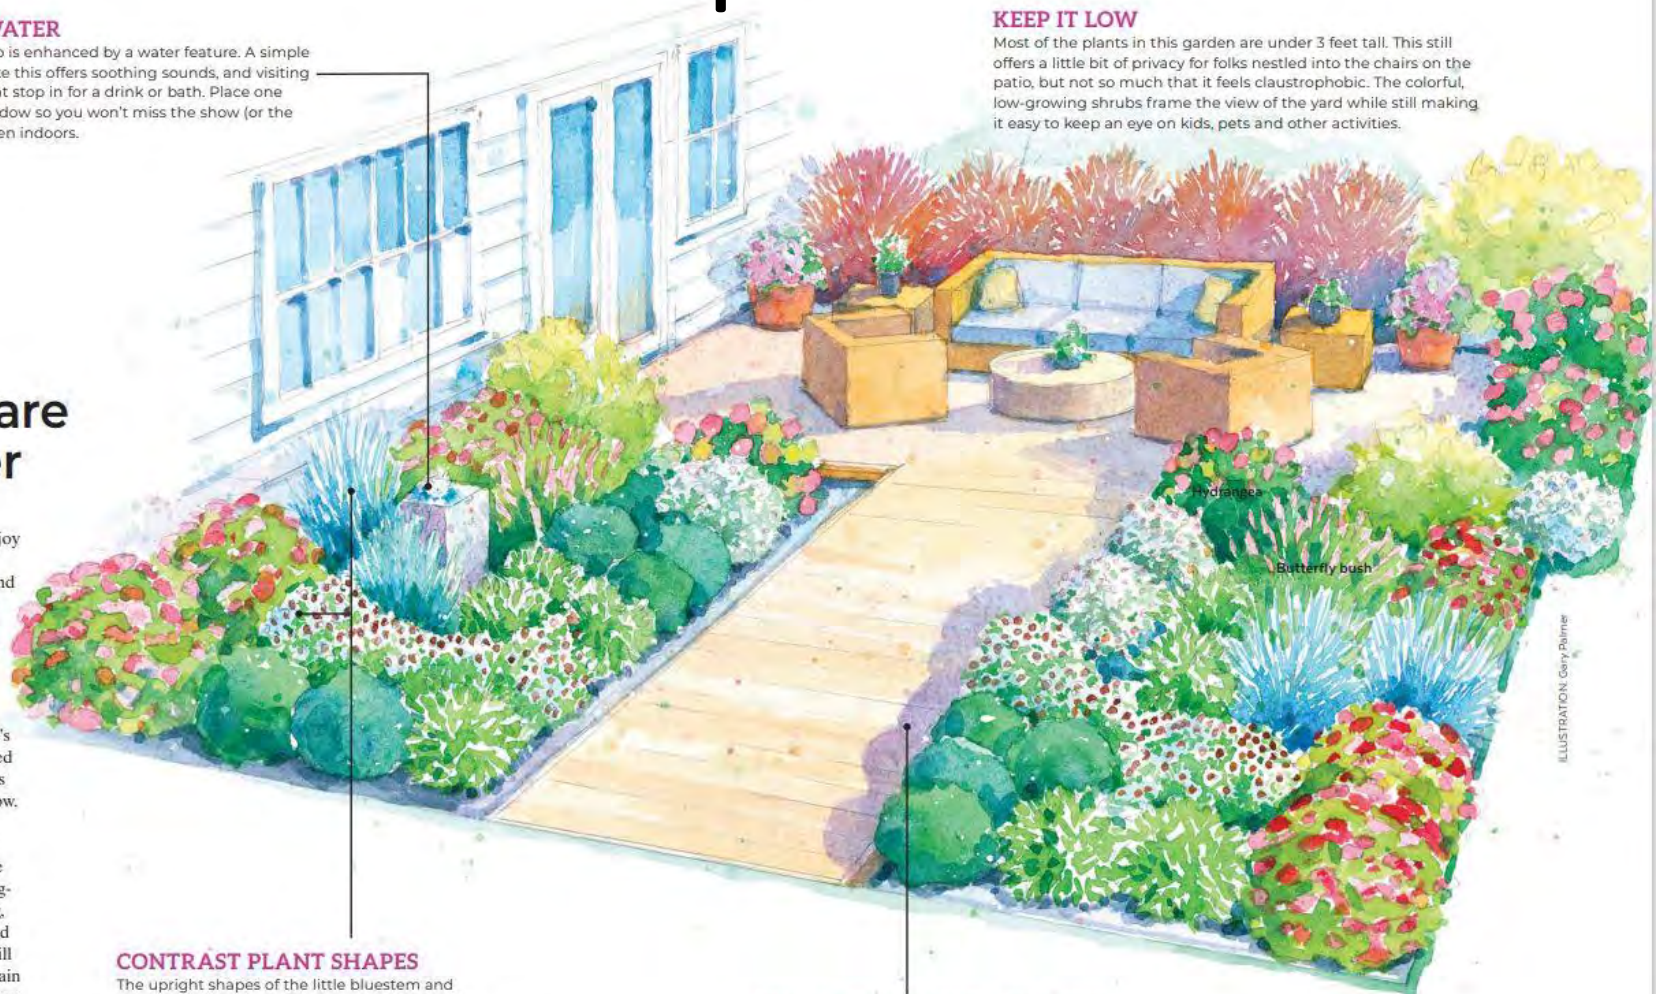 VATER
is enhanced by a water feature. A simple
e this offers soothing sounds, and visiting
t stop in for a drink or bath. Place one
dow so you won't miss the show (or the
en indoors.
KEEP IT LOW
Most of the plants in this garden are under 3 feet tall. This still
offers a little bit of privacy for folks nestled into the chairs on the
patio, but not so much that it feels claustrophobic. The colorful,
low-growing shrubs frame the view of the yard while still making
it easy to keep an eye on kids, pets and other activities.
are
er
joy
nd
's
ed
s
ow.
e
g-
d
ill
ain
Hydrangea
Butterfly bush
ILLUSTRATION: Gary Palmer
CONTRAST PLANT SHAPES
The upright shapes of the little bluestem and